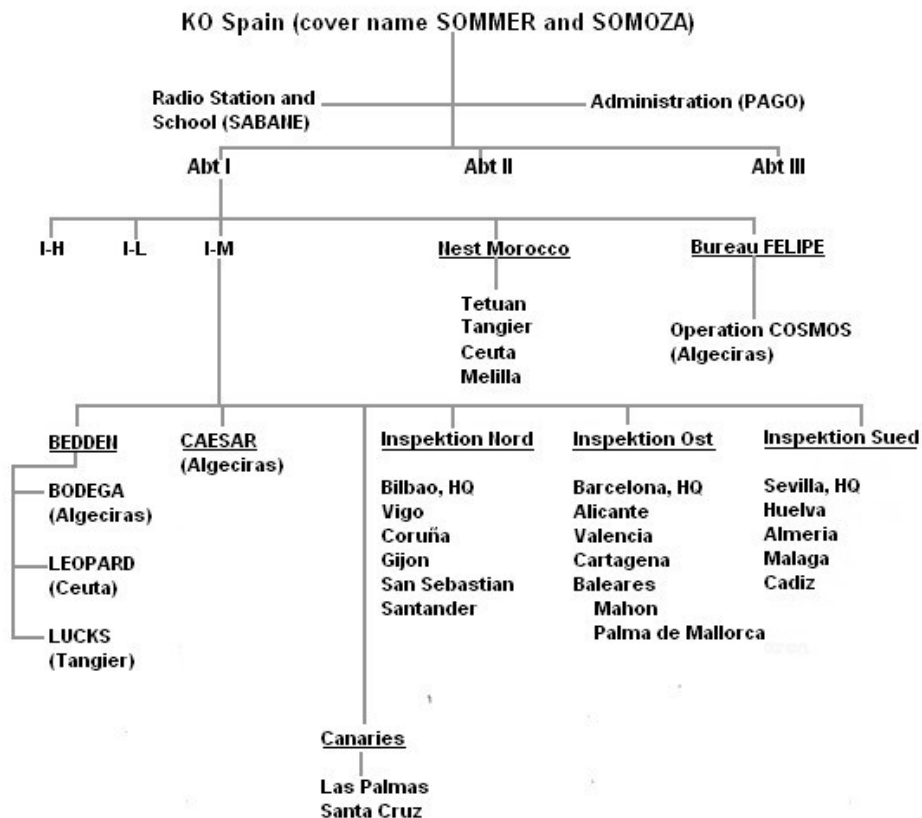 KO Spain (cover name SOMMER and SOMOZA)
Radio Station and
School (SABANE)
Administration (PAGO)
Abt I
Abt II
Abt III
I-H
I-L
I-M
Nest Morocco
Tetuan
Tangier
Ceuta
Melilla
Bureau FELIPE
Operation COSMOS
(Algeciras)
BEDDEN
BODEGA
(Algeciras)
LEOPARD
(Ceuta)
LUCKS
(Tangier)
CAESAR
(Algeciras)
Inspektion Nord
Bilbao, HQ
Vigo
Coruña
Gijon
San Sebastian
Santander
Inspektion Ost
Barcelona, HQ
Alicante
Valencia
Cartagena
Baleares
Mahon
Palma de Mallorca
Inspektion Sued
Sevilla, HQ
Huelva
Almeria
Malaga
Cadiz
Canaries
Las Palmas
Santa Cruz